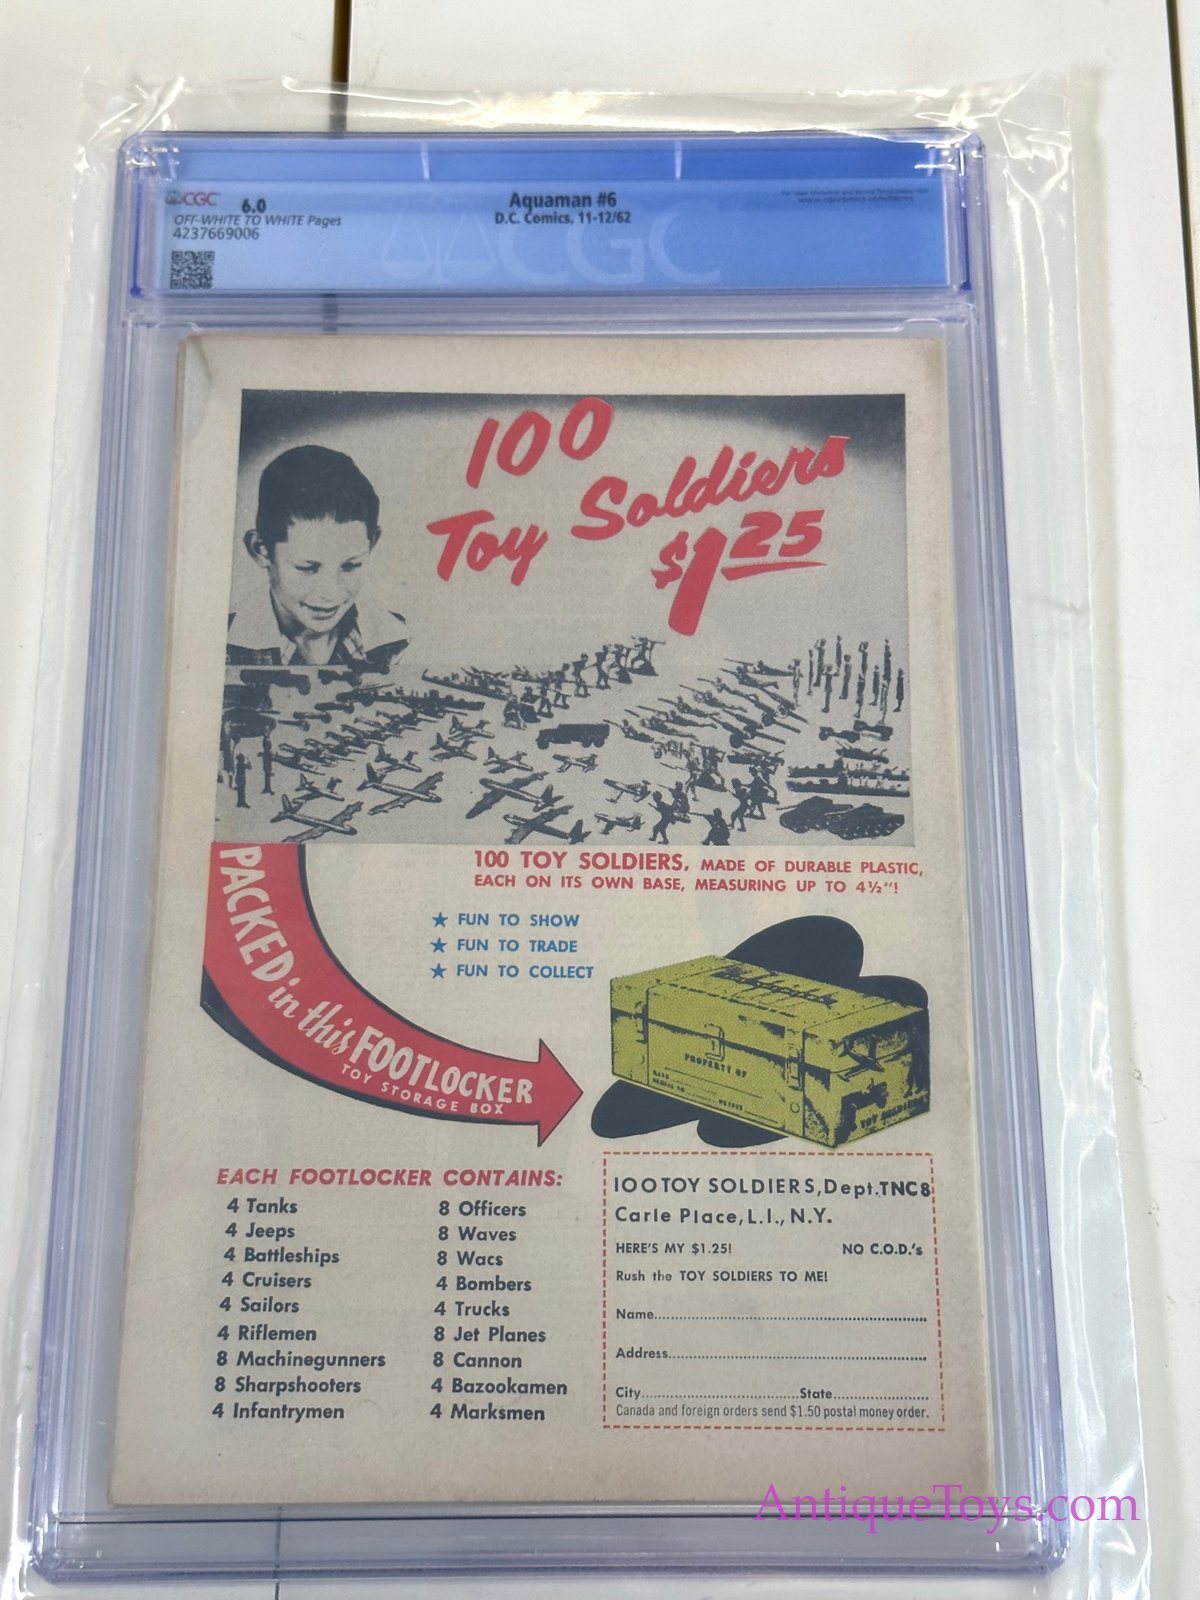 CGC 6.0
OFF-WHITE TO WHITE Pages
4237669006
Aquaman #6
D.C. Comics, 11-12/62
www.cgccomics.com/terms
CGC
100
Toy Soldiers
$1.25
100 TOY SOLDIERS, MADE OF DURABLE PLASTIC,
EACH ON ITS OWN BASE, MEASURING UP TO 4½"!
★ FUN TO SHOW
★ FUN TO TRADE
★ FUN TO COLLECT
PACKED in this FOOTLOCKER
TOY STORAGE BOX
PROPERTY OF
EACH FOOTLOCKER CONTAINS:
4 Tanks
4 Jeeps
4 Battleships
4 Cruisers
4 Sailors
4 Riflemen
8 Machinegunners
8 Sharpshooters
4 Infantrymen
8 Officers
8 Waves
8 Wacs
4 Bombers
4 Trucks
8 Jet Planes
8 Cannon
4 Bazookamen
4 Marksmen
100 TOY SOLDIERS, Dept. TNC8
Carle Place, L.I., N.Y.
HERE'S MY $1.25! NO C.O.D.'s
Rush the TOY SOLDIERS TO ME!
Name
Address
City State
Canada and foreign orders send $1.50 postal money order.
AntiqueToys.com